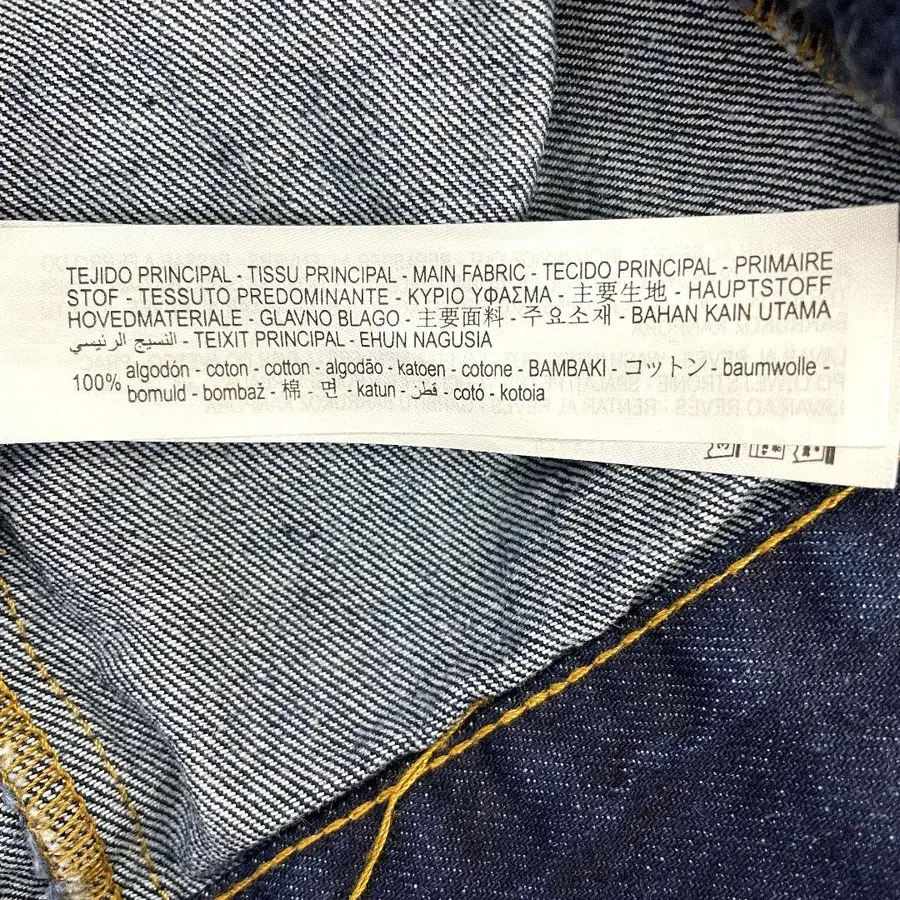 TEJIDO PRINCIPAL - TISSU PRINCIPAL - MAIN FABRIC - TECIDO PRINCIPAL - PRIMAIRE
STOF - TESSUTO PREDOMINANTE - ΚΥΡΙΟ ΥΦΑΣΜΑ - 主要生地 - HAUPTSTOFF
HOVEDMATERIALE - GLAVNO BLAGO - 主要面料 - 주요소재 - BAHAN KAIN UTAMA
النسيج الرئيسي - TEIXIT PRINCIPAL - EHUN NAGUSIA
100% algodón - coton - cotton - algodão - katoen - cotone - BAMBAKI - コットン - baumwolle -
bomuld - bombaž - 棉 - 면 - katun - قطن - cotó - kotoia